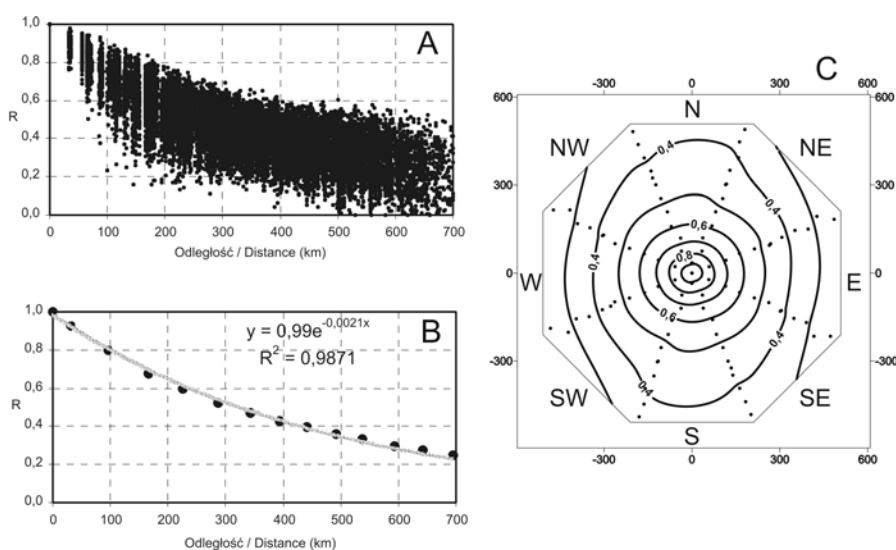 A
1,0
0,8
0,6
R
0,4
0,2
0,0
0 100 200 300 400 500 600 700
Odległość / Distance (km)
B
y = 0,99e^-0,0021x
R² = 0,9871
1,0
0,8
0,6
R
0,4
0,2
0,0
0 100 200 300 400 500 600 700
Odległość / Distance (km)
C
-300 0 300 600
600 600
N
NW NE
0,4 0,4
300 300
0,6
0,8
W 0 0,4 0 E
0,6
0,4
-300 -300
0,4
SW SE
S
-300 0 300 600